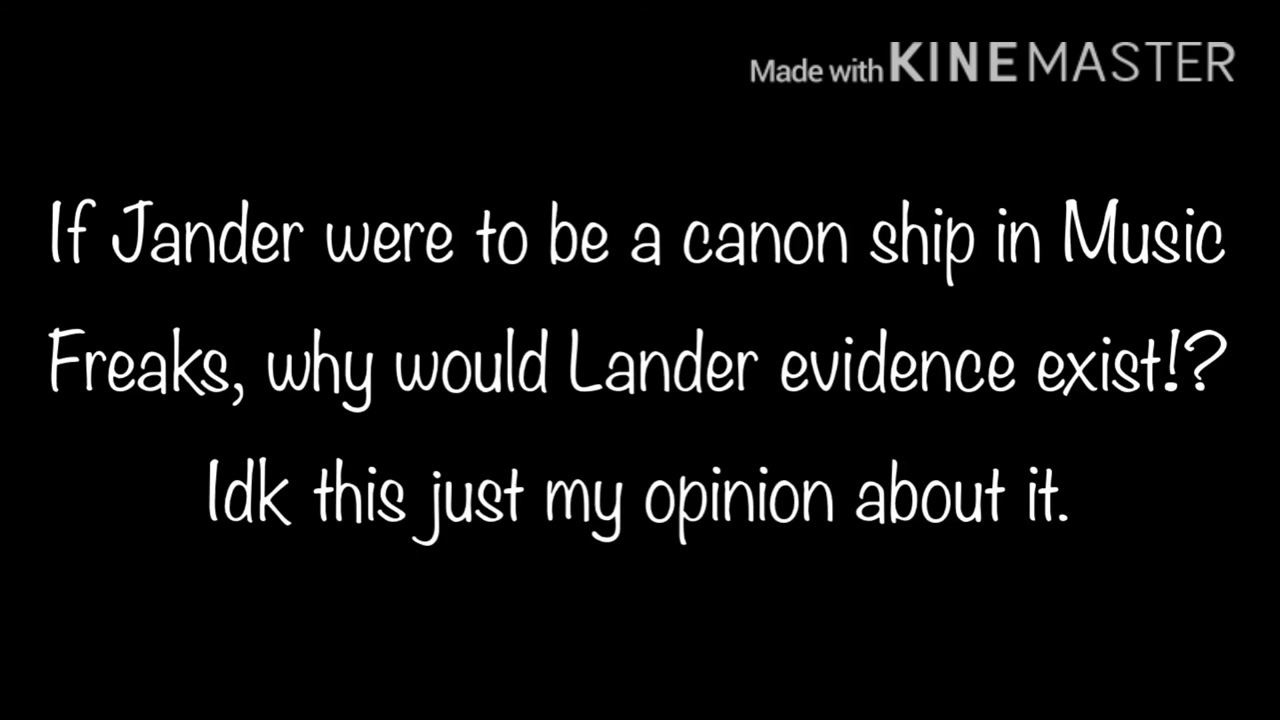 Made with KINEMASTER
If Jander were to be a canon ship in Music
Freaks, why would Lander evidence exist!?
Idk this just my opinion about it.